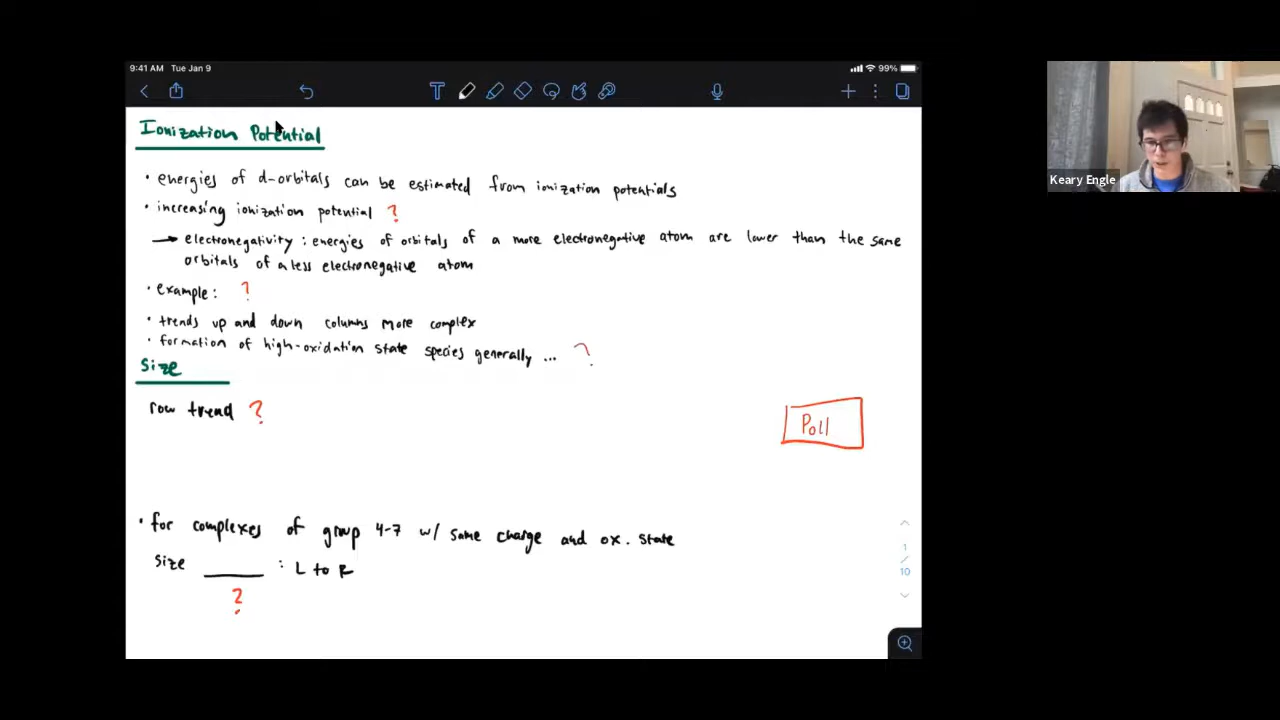 9:41 AM Tue Jan 9
99%
Ionization Potential
• energies of d-orbitals can be estimated from ionization potentials
• increasing ionization potential ?
→ electronegativity : energies of orbitals of a more electronegative atom are lower than the same
orbitals of a less electronegative atom
• example : ?
• trends up and down columns more complex
• formation of high-oxidation state species generally ... ?
Size
row trend ?
Poll
• for complexes of group 4-7 w/ same charge and ox. state
size ______ : L to R
?
1
/
10
Keary Engle